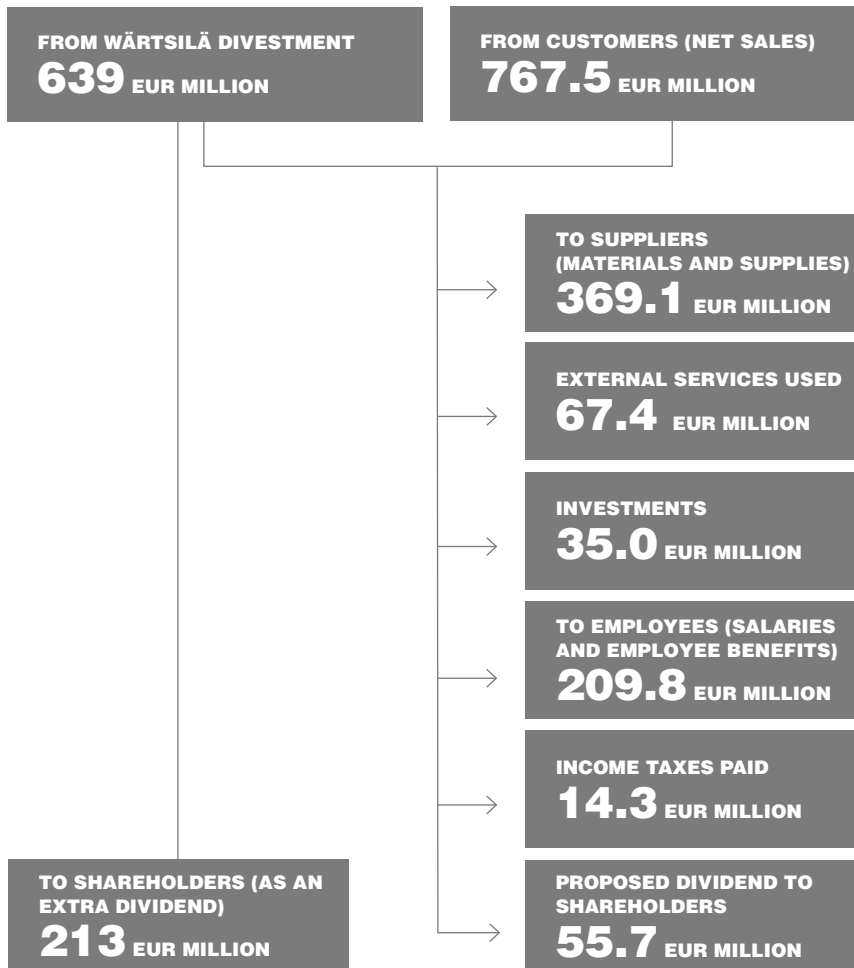 FROM WÄRTSILÄ DIVESTMENT
639 EUR MILLION
FROM CUSTOMERS (NET SALES)
767.5 EUR MILLION
TO SUPPLIERS
(MATERIALS AND SUPPLIES)
369.1 EUR MILLION
EXTERNAL SERVICES USED
67.4 EUR MILLION
INVESTMENTS
35.0 EUR MILLION
TO EMPLOYEES (SALARIES
AND EMPLOYEE BENEFITS)
209.8 EUR MILLION
INCOME TAXES PAID
14.3 EUR MILLION
TO SHAREHOLDERS (AS AN
EXTRA DIVIDEND)
213 EUR MILLION
PROPOSED DIVIDEND TO
SHAREHOLDERS
55.7 EUR MILLION